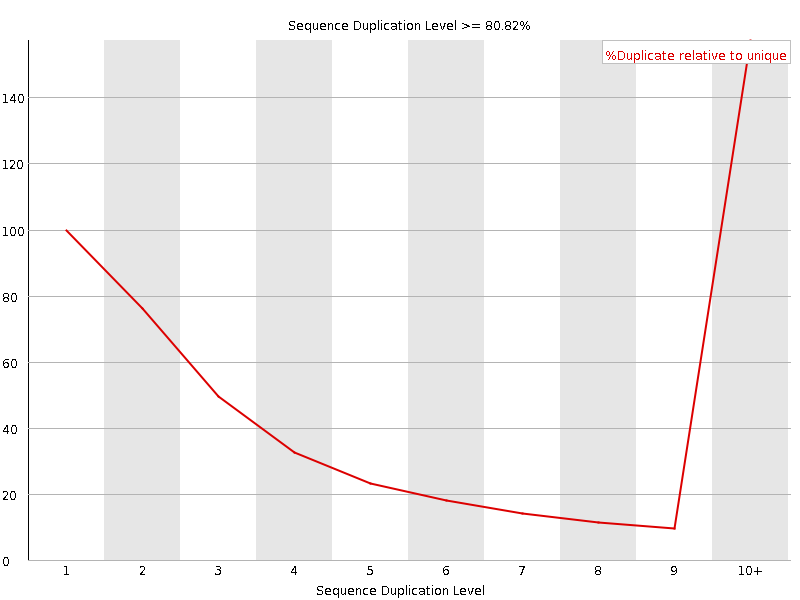 Sequence Duplication Level >= 80.82%
%Duplicate relative to unique
140
120
100
80
60
40
20
0
1 2 3 4 5 6 7 8 9 10+
Sequence Duplication Level